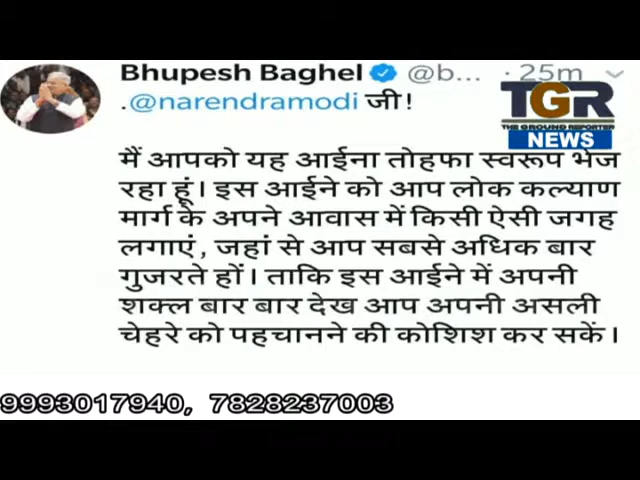 Bhupesh Baghel @b... · 25m
.@narendramodi जी!
TGR
THE GROUND REPORTER
NEWS
मैं आपको यह आईना तोहफा स्वरूप भेज
रहा हूं। इस आईने को आप लोक कल्याण
मार्ग के अपने आवास में किसी ऐसी जगह
लगाएं, जहां से आप सबसे अधिक बार
गुजरते हों। ताकि इस आईने में अपनी
शक्ल बार बार देख आप अपनी असली
चेहरे को पहचानने की कोशिश कर सकें।
9993017940, 7828237003